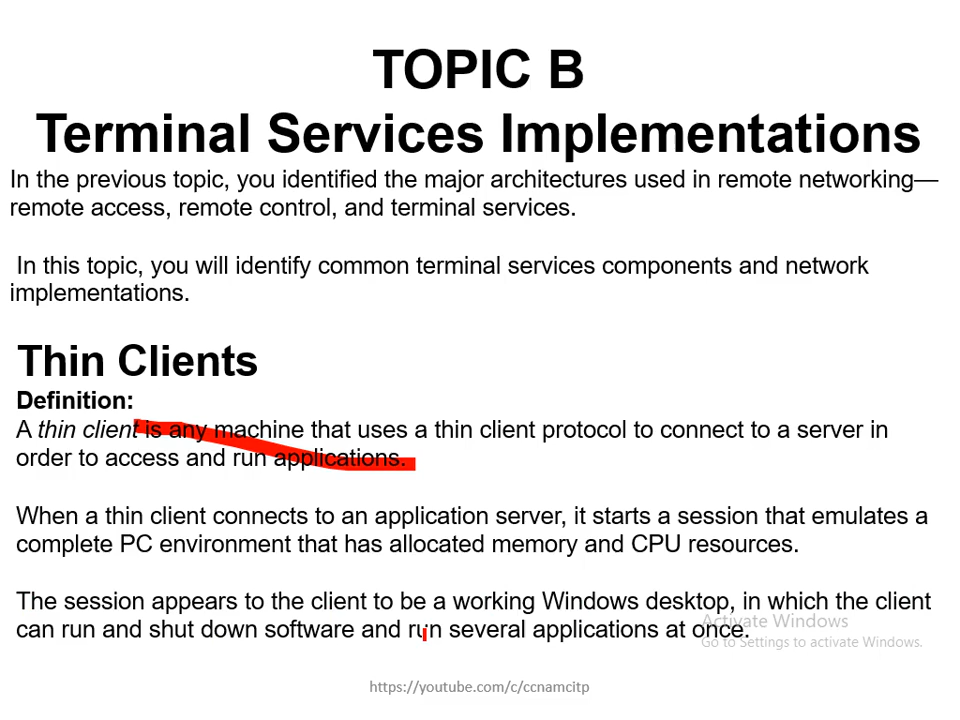 TOPIC B
Terminal Services Implementations
In the previous topic, you identified the major architectures used in remote networking—
remote access, remote control, and terminal services.
In this topic, you will identify common terminal services components and network
implementations.
Thin Clients
Definition:
A thin client is any machine that uses a thin client protocol to connect to a server in
order to access and run applications.
When a thin client connects to an application server, it starts a session that emulates a
complete PC environment that has allocated memory and CPU resources.
The session appears to the client to be a working Windows desktop, in which the client
can run and shut down software and run several applications at once.
Activate Windows
Go to Settings to activate Windows.
https://youtube.com/c/ccnamcitp